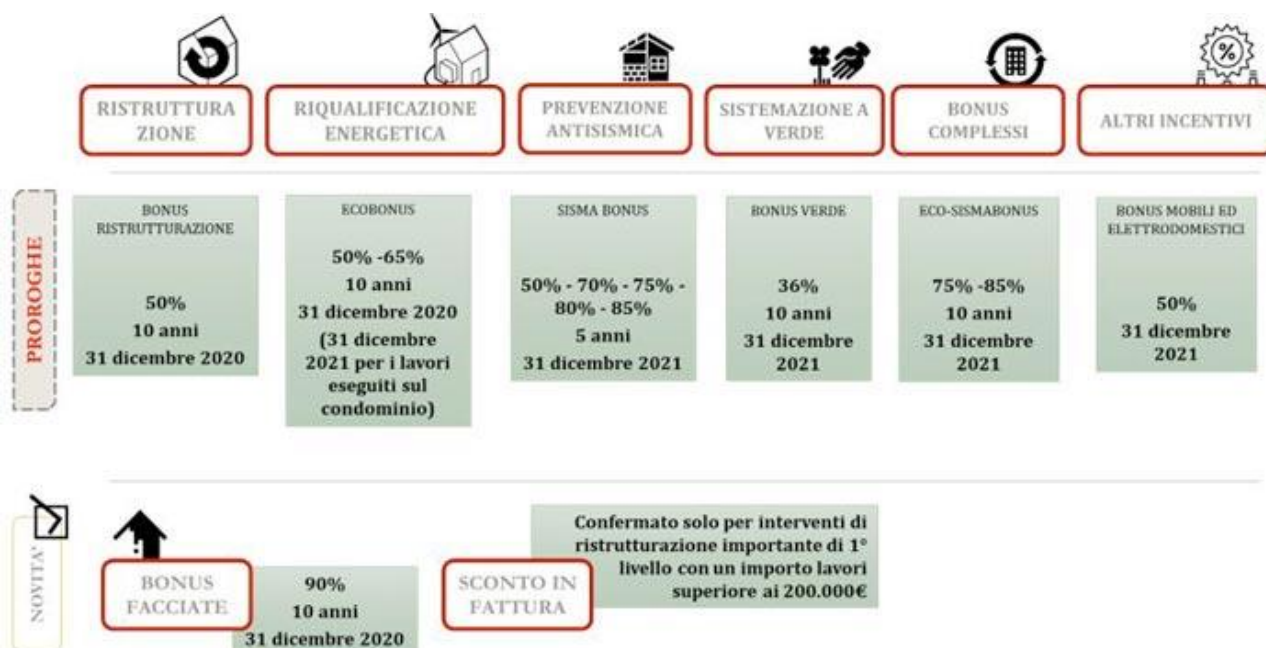 RISTRUTTURA
ZIONE
RIQUALIFICAZIONE
ENERGETICA
PREVENZIONE
ANTISISMICA
SISTEMAZIONE A
VERDE
BONUS
COMPLESSI
%
ALTRI INCENTIVI
PROROGHE
BONUS
RISTRUTTURAZIONE
50%
10 anni
31 dicembre 2020
ECOBONUS
50% -65%
10 anni
31 dicembre 2020
(31 dicembre
2021 per i lavori
eseguiti sul
condominio)
SISMA BONUS
50% - 70% - 75% -
80% - 85%
5 anni
31 dicembre 2021
BONUS VERDE
36%
10 anni
31 dicembre
2021
ECO-SISMABONUS
75% -85%
10 anni
31 dicembre
2021
BONUS MOBILI ED
ELETTRODOMESTICI
50%
31 dicembre
2021
NOVITA'
BONUS
FACCIATE
90%
10 anni
31 dicembre 2020
SCONTO IN
FATTURA
Confermato solo per interventi di
ristrutturazione importante di 1°
livello con un importo lavori
superiore ai 200.000€